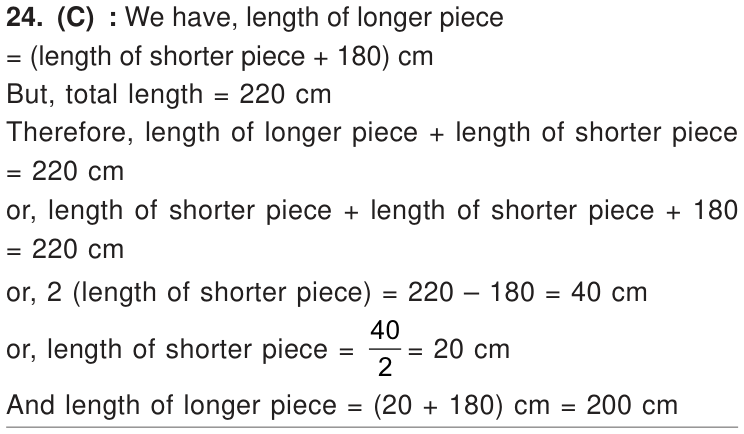 24. (C) : We have, length of longer piece
= (length of shorter piece + 180) cm
But, total length = 220 cm
Therefore, length of longer piece + length of shorter piece
= 220 cm
or, length of shorter piece + length of shorter piece + 180
= 220 cm
or, 2 (length of shorter piece) = 220 – 180 = 40 cm
or, length of shorter piece = 40/2 = 20 cm
And length of longer piece = (20 + 180) cm = 200 cm